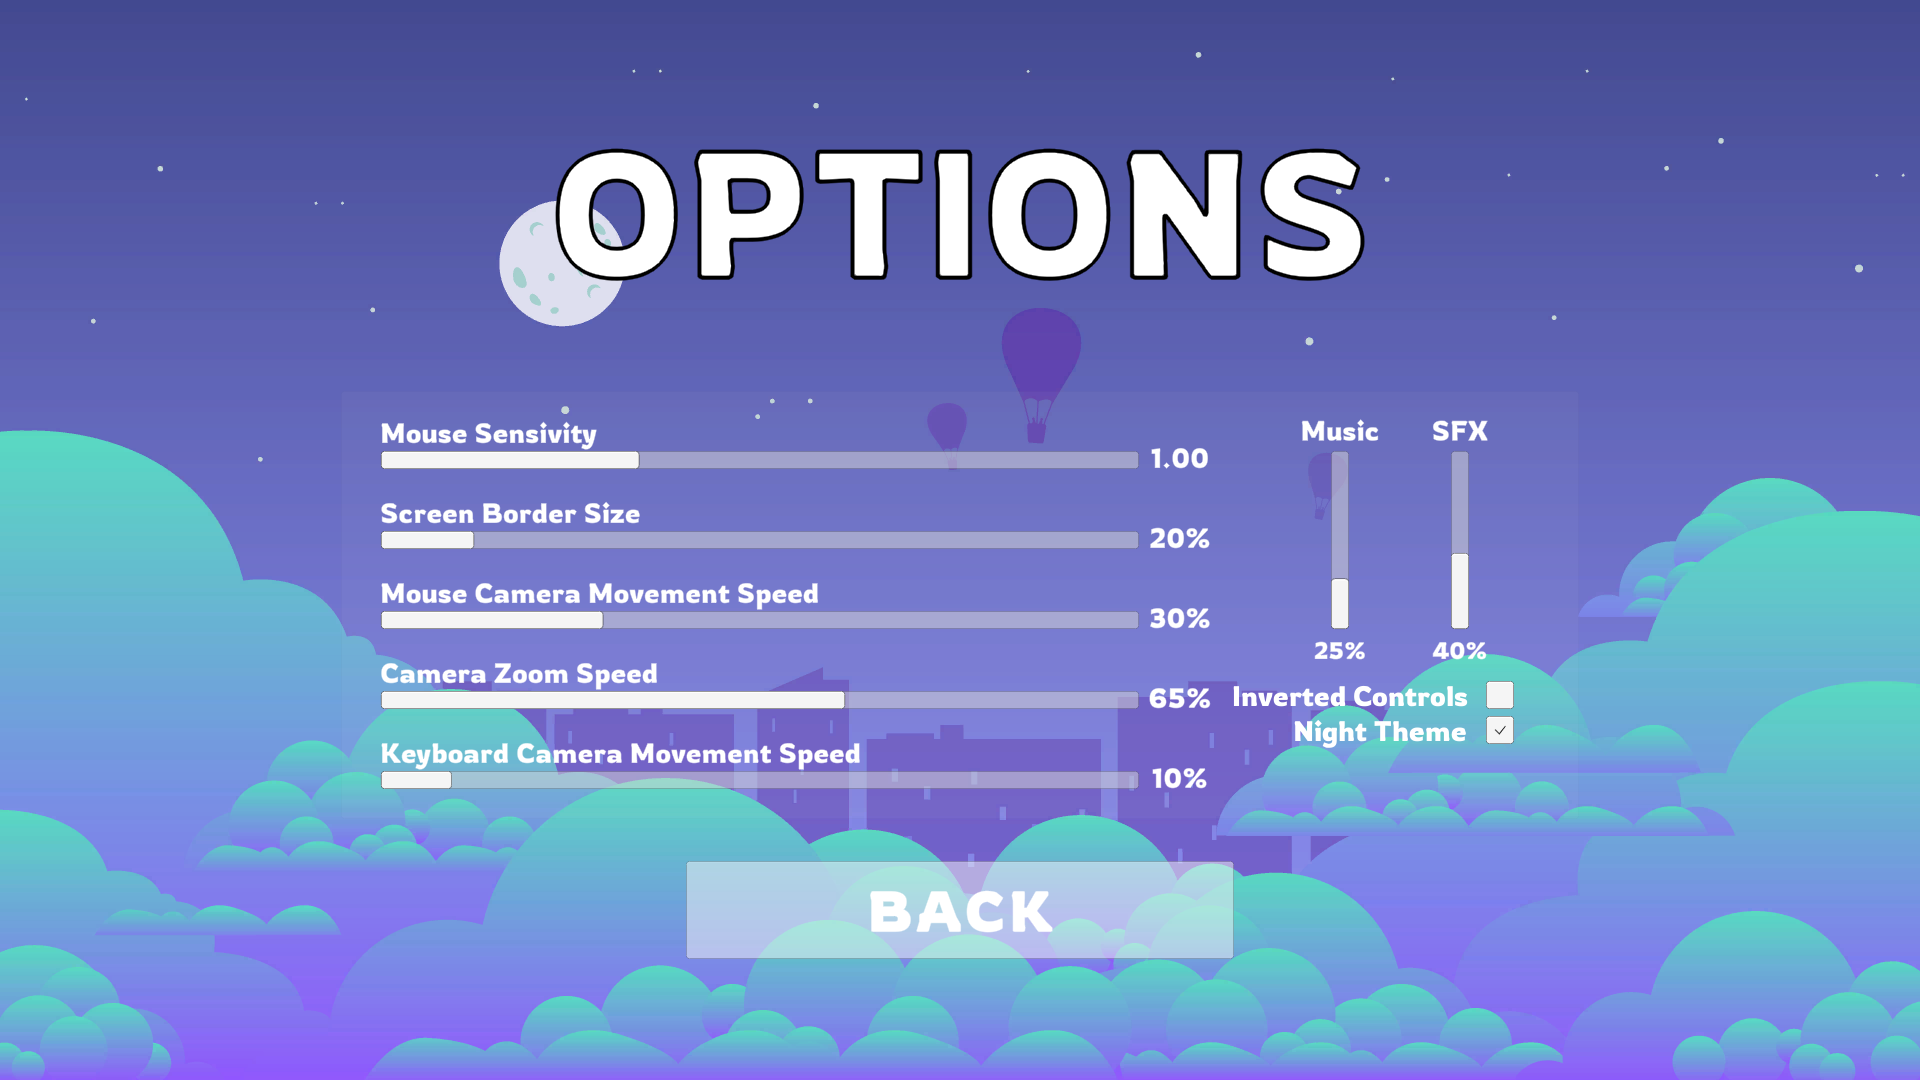 OPTIONS
Mouse Sensivity
1.00
Screen Border Size
20%
Mouse Camera Movement Speed
30%
Camera Zoom Speed
65%
Keyboard Camera Movement Speed
10%
Music SFX
25% 40%
Inverted Controls
Night Theme
BACK